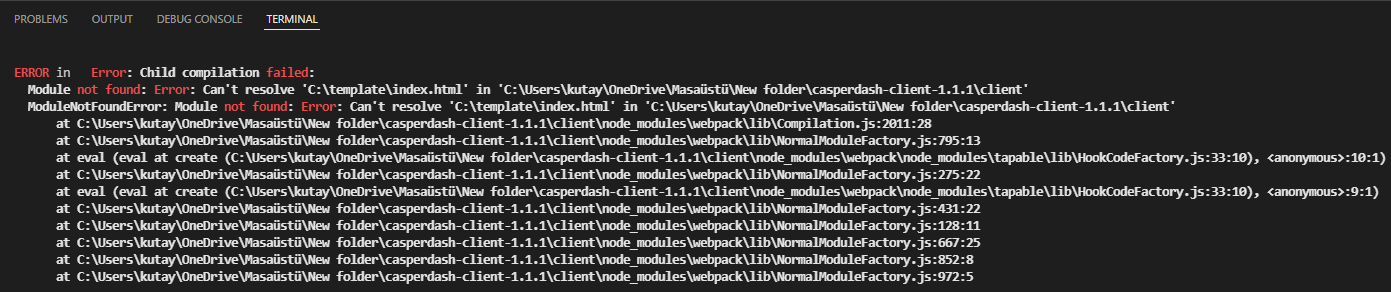 PROBLEMS OUTPUT DEBUG CONSOLE TERMINAL
ERROR in   Error: Child compilation failed:
  Module not found: Error: Can't resolve 'C:\template\index.html' in 'C:\Users\kutay\OneDrive\Masaüstü\New folder\casperdash-client-1.1.1\client'
  ModuleNotFoundError: Module not found: Error: Can't resolve 'C:\template\index.html' in 'C:\Users\kutay\OneDrive\Masaüstü\New folder\casperdash-client-1.1.1\client'
      at C:\Users\kutay\OneDrive\Masaüstü\New folder\casperdash-client-1.1.1\client\node_modules\webpack\lib\Compilation.js:2011:28
      at C:\Users\kutay\OneDrive\Masaüstü\New folder\casperdash-client-1.1.1\client\node_modules\webpack\lib\NormalModuleFactory.js:795:13
      at eval (eval at create (C:\Users\kutay\OneDrive\Masaüstü\New folder\casperdash-client-1.1.1\client\node_modules\webpack\node_modules\tapable\lib\HookCodeFactory.js:33:10), <anonymous>:10:1)
      at C:\Users\kutay\OneDrive\Masaüstü\New folder\casperdash-client-1.1.1\client\node_modules\webpack\lib\NormalModuleFactory.js:275:22
      at eval (eval at create (C:\Users\kutay\OneDrive\Masaüstü\New folder\casperdash-client-1.1.1\client\node_modules\webpack\node_modules\tapable\lib\HookCodeFactory.js:33:10), <anonymous>:9:1)
      at C:\Users\kutay\OneDrive\Masaüstü\New folder\casperdash-client-1.1.1\client\node_modules\webpack\lib\NormalModuleFactory.js:431:22
      at C:\Users\kutay\OneDrive\Masaüstü\New folder\casperdash-client-1.1.1\client\node_modules\webpack\lib\NormalModuleFactory.js:128:11
      at C:\Users\kutay\OneDrive\Masaüstü\New folder\casperdash-client-1.1.1\client\node_modules\webpack\lib\NormalModuleFactory.js:667:25
      at C:\Users\kutay\OneDrive\Masaüstü\New folder\casperdash-client-1.1.1\client\node_modules\webpack\lib\NormalModuleFactory.js:852:8
      at C:\Users\kutay\OneDrive\Masaüstü\New folder\casperdash-client-1.1.1\client\node_modules\webpack\lib\NormalModuleFactory.js:972:5